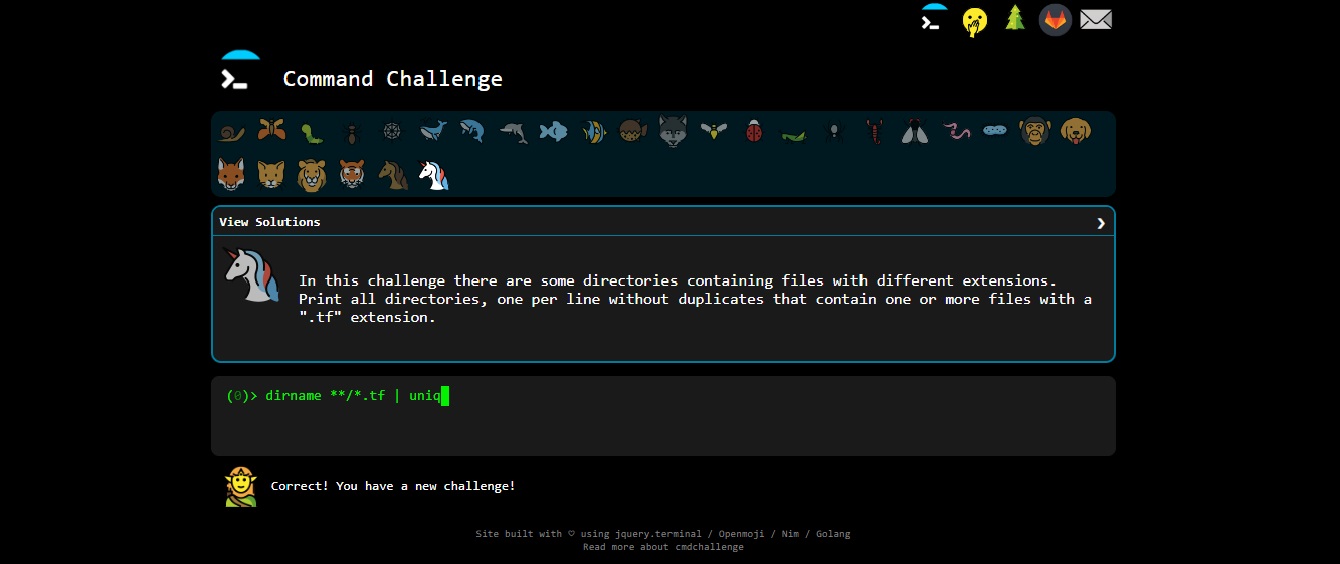 Command Challenge
View Solutions
In this challenge there are some directories containing files with different extensions.
Print all directories, one per line without duplicates that contain one or more files with a
".tf" extension.
(0)> dirname **/*.tf | uniq
Correct! You have a new challenge!
Site built with ♡ using jquery.terminal / Openmoji / Nim / Golang
Read more about cmdchallenge